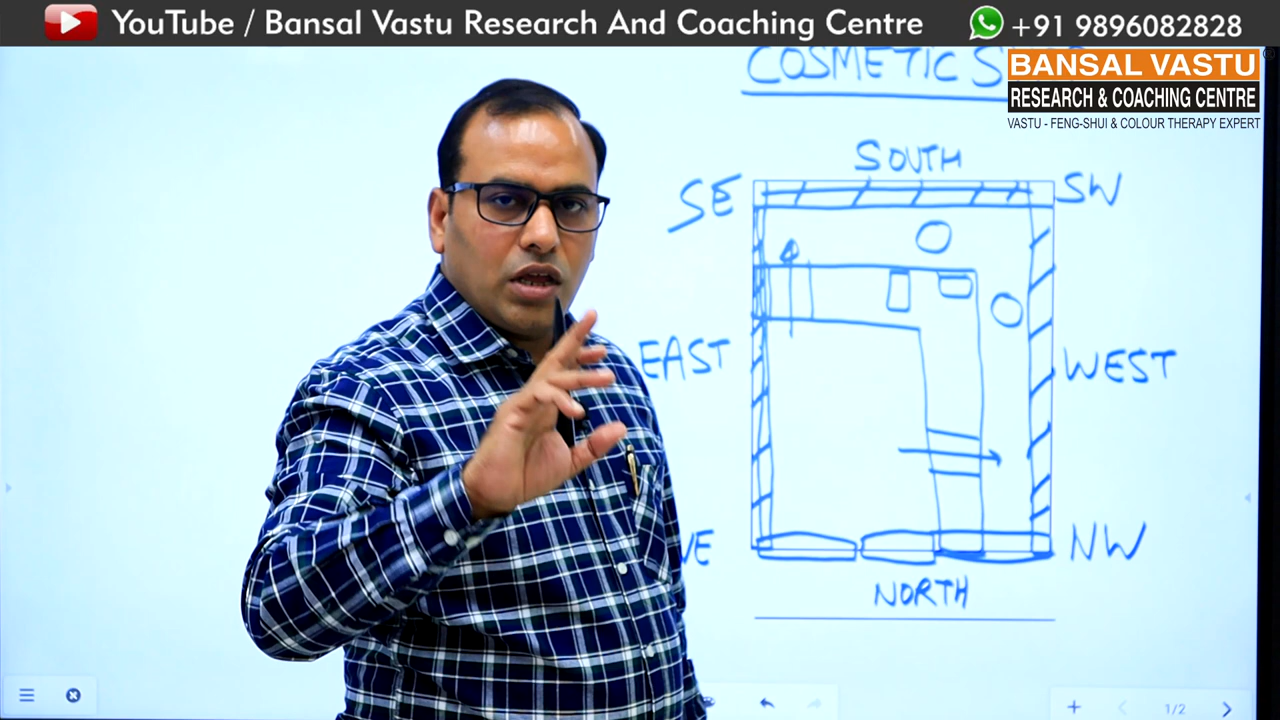 YouTube / Bansal Vastu Research And Coaching Centre
+91 9896082828
COSMETIC
BANSAL VASTU
RESEARCH & COACHING CENTRE
VASTU - FENG-SHUI & COLOUR THERAPY EXPERT
SOUTH
SE
SW
EAST
WEST
NW
NORTH
1/2